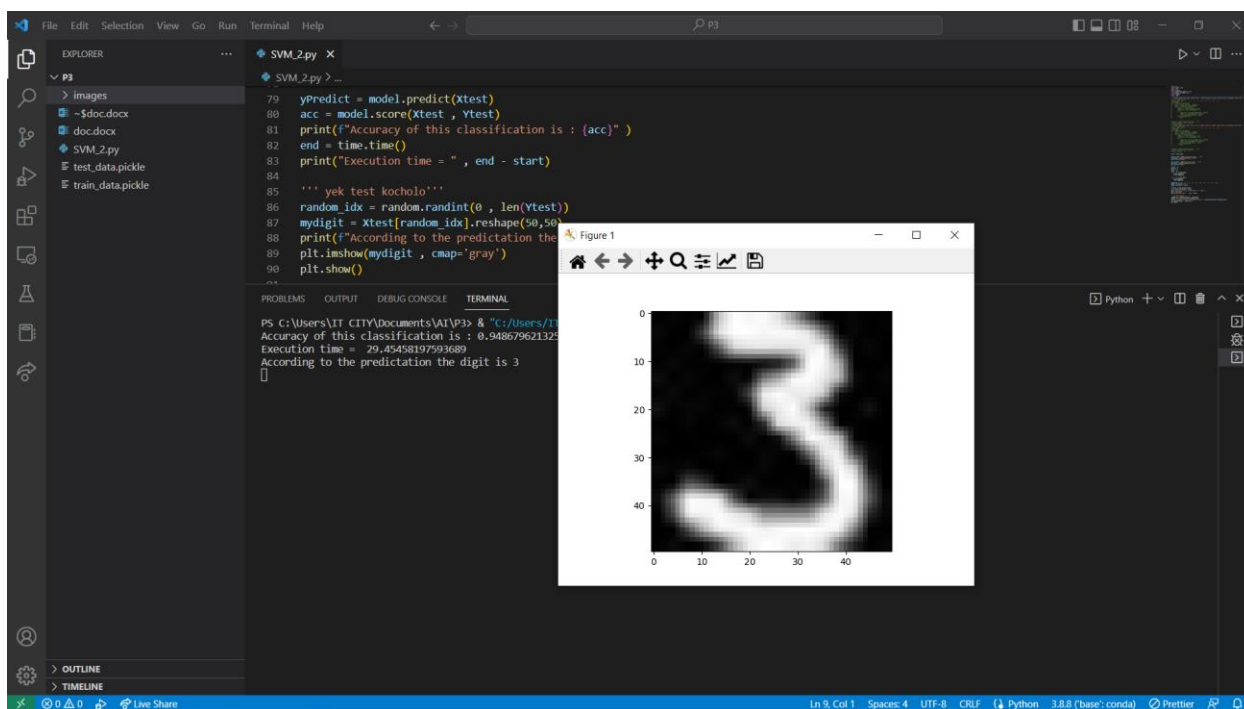 File Edit Selection View Go Run Terminal Help
P3
EXPLORER
P3
images
~$doc.docx
doc.docx
SVM_2.py
test_data.pickle
train_data.pickle
OUTLINE
TIMELINE
SVM_2.py
SVM_2.py > ...
79 yPredict = model.predict(Xtest)
80 acc = model.score(Xtest , Ytest)
81 print(f"Accuracy of this classification is : {acc}" )
82 end = time.time()
83 print("Execution time = " , end - start)
84
85 ''' yek test kocholo'''
86 random_idx = random.randint(0 , len(Ytest))
87 mydigit = Xtest[random_idx].reshape(50,50)
88 print(f"According to the predictation the
89 plt.imshow(mydigit , cmap='gray')
90 plt.show()
PROBLEMS OUTPUT DEBUG CONSOLE TERMINAL
Python
PS C:\Users\IT CITY\Documents\AI\P3> & "C:/Users/IT
Accuracy of this classification is : 0.948679621325
Execution time = 29.45458197593689
According to the predictation the digit is 3
Figure 1
0
10
20
30
40
3
0 10 20 30 40
0 0 Live Share
Ln 9, Col 1 Spaces: 4 UTF-8 CRLF Python 3.8.8 ('base': conda) Prettier